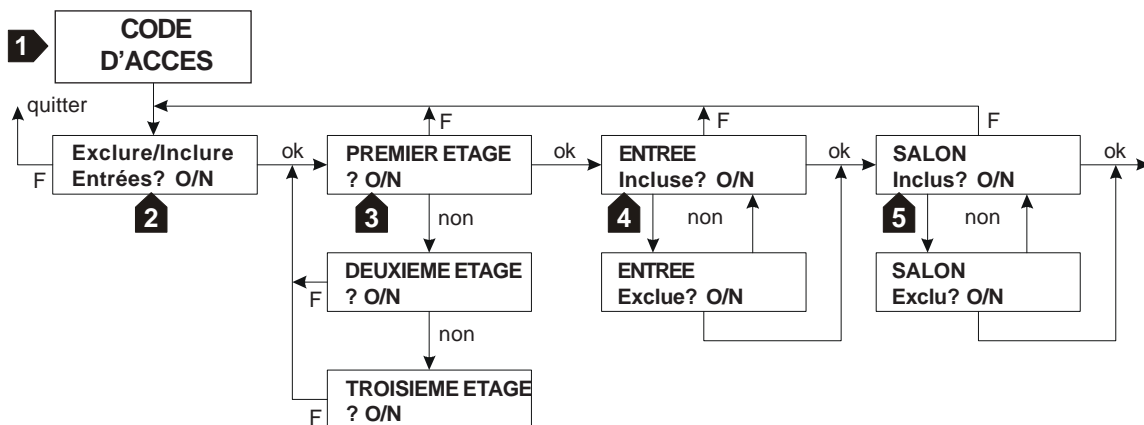 1
CODE
D'ACCES
quitter
F
Exclure/Inclure
Entrées? O/N
2
ok
F
PREMIER ETAGE
? O/N
3
non
F
DEUXIEME ETAGE
? O/N
non
F
TROISIEME ETAGE
? O/N
ok
F
ENTREE
Incluse? O/N
4
non
ENTREE
Exclue? O/N
ok
F
SALON
Inclus? O/N
5
non
SALON
Exclu? O/N
ok